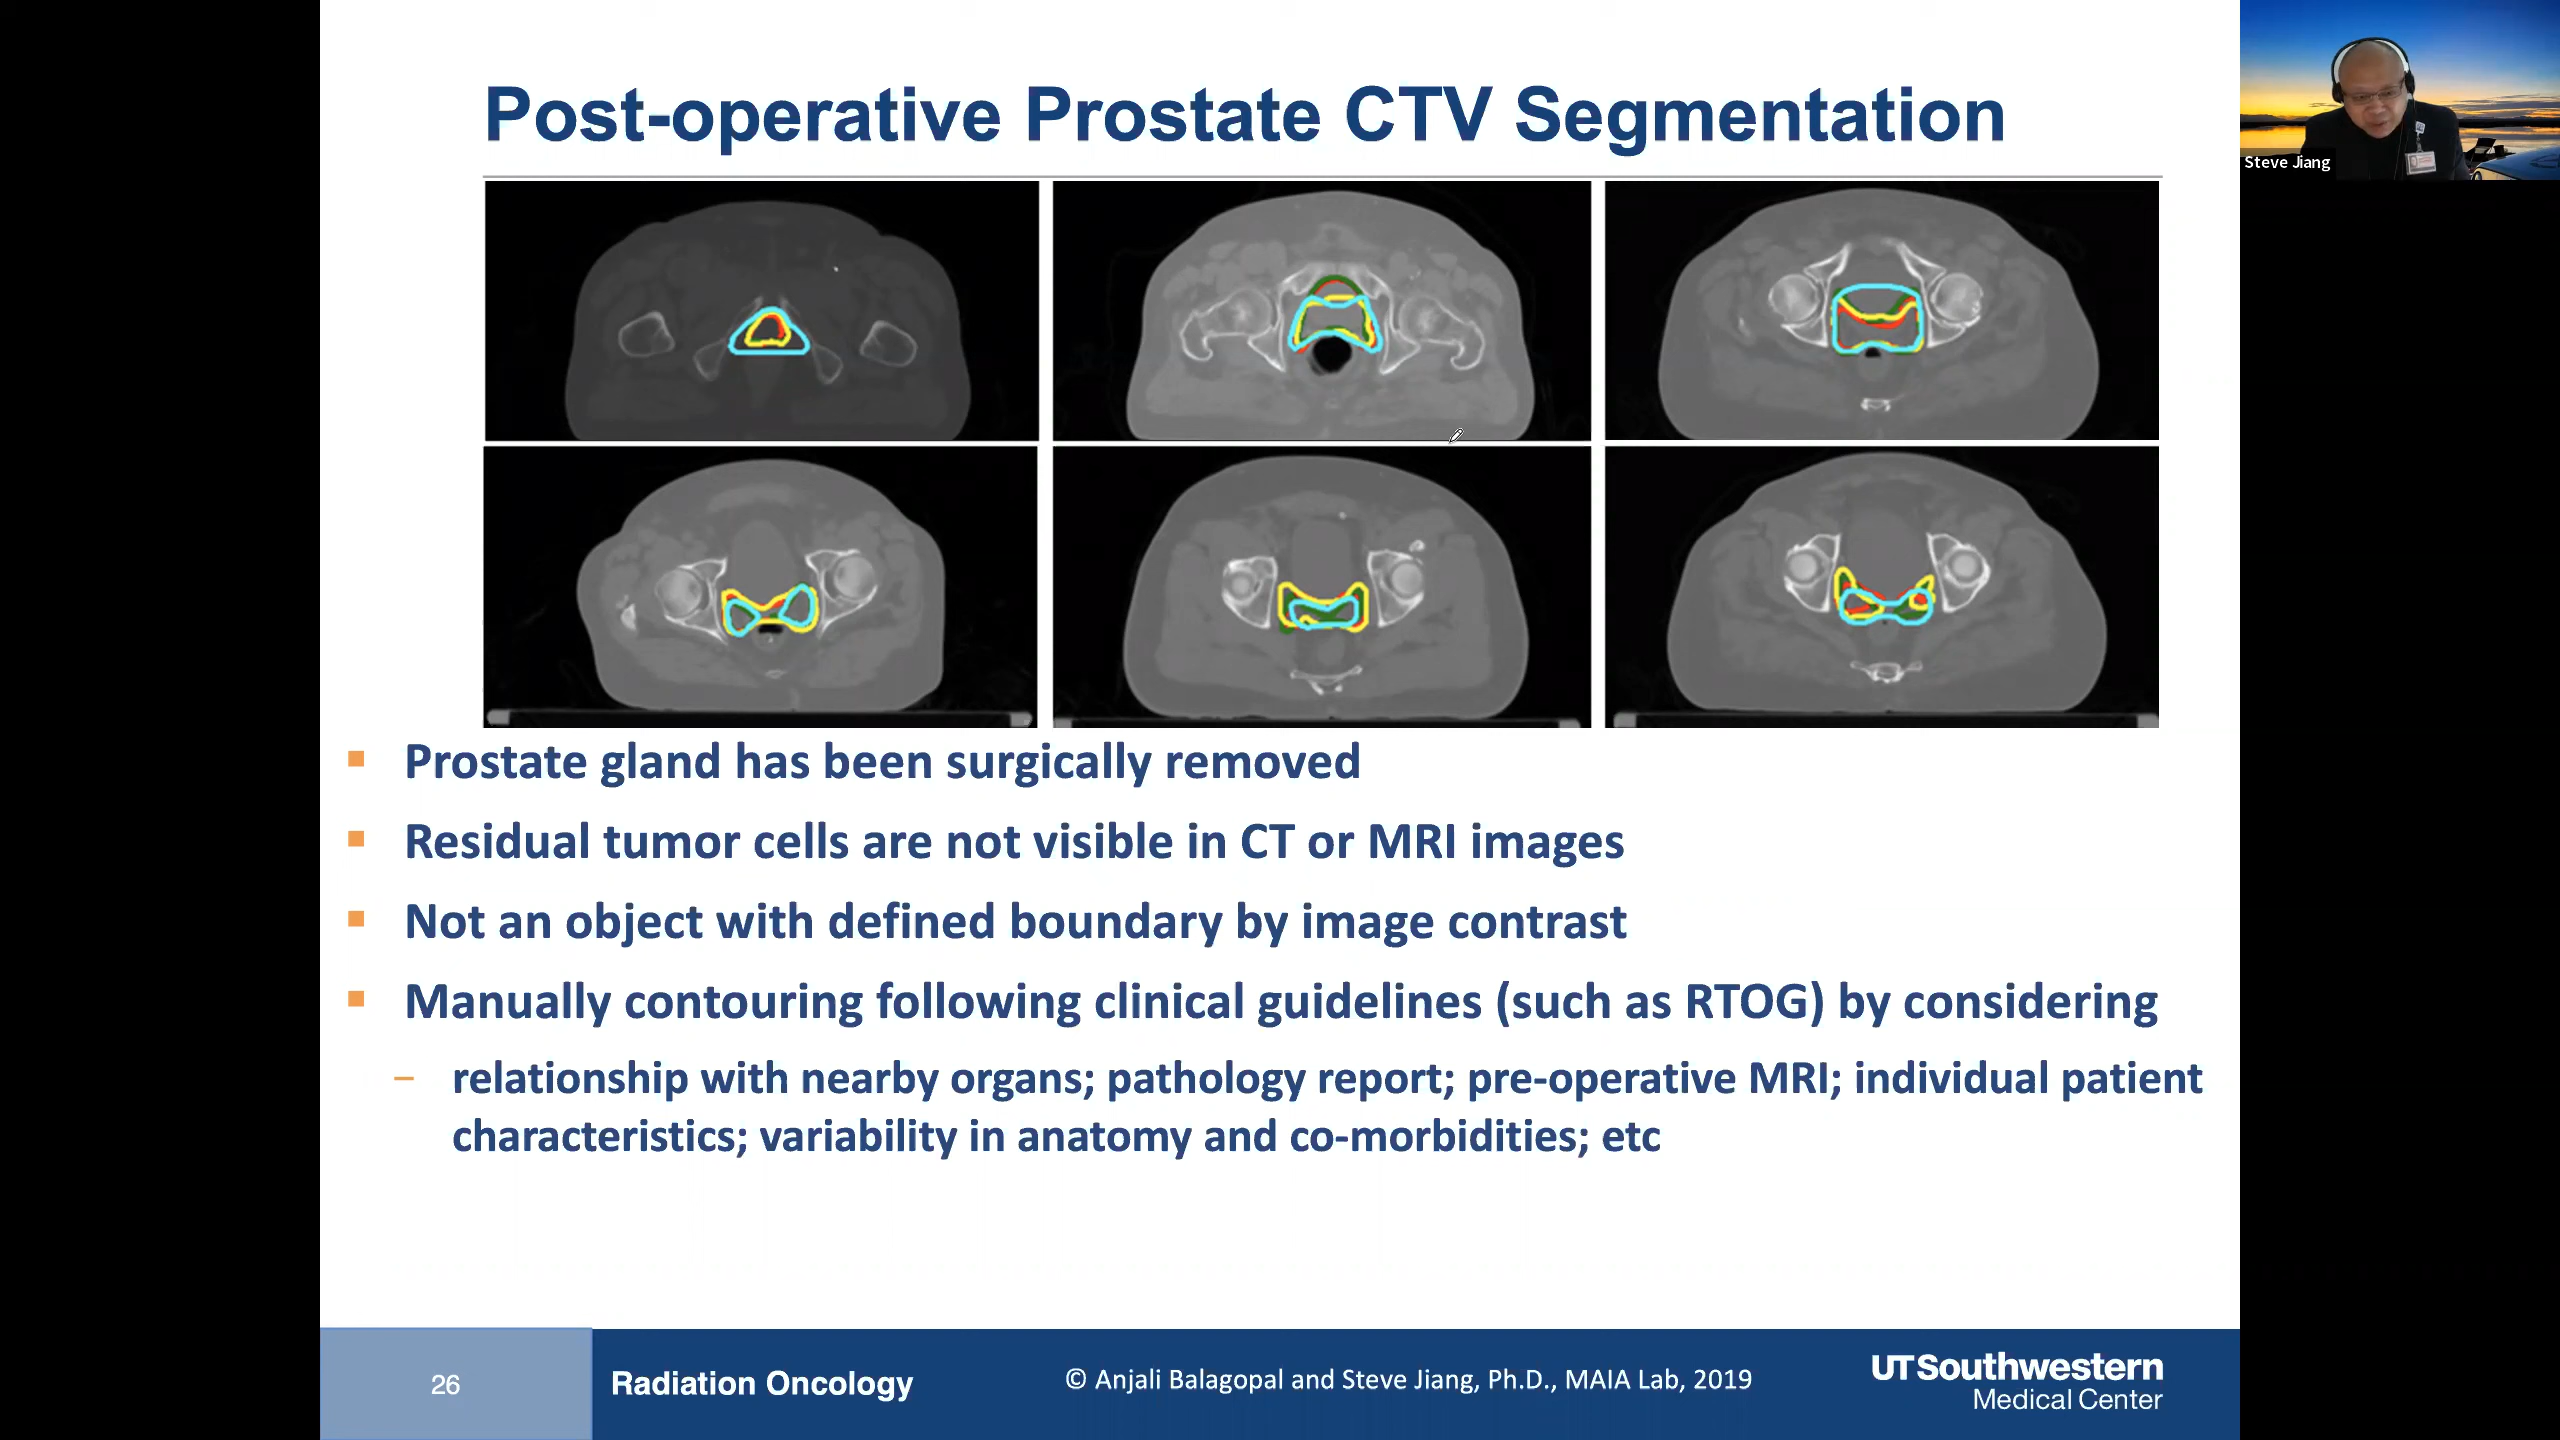 Post-operative Prostate CTV Segmentation
Steve Jiang
Prostate gland has been surgically removed
Residual tumor cells are not visible in CT or MRI images
Not an object with defined boundary by image contrast
Manually contouring following clinical guidelines (such as RTOG) by considering
– relationship with nearby organs; pathology report; pre-operative MRI; individual patient
characteristics; variability in anatomy and co-morbidities; etc
26
Radiation Oncology
© Anjali Balagopal and Steve Jiang, Ph.D., MAIA Lab, 2019
UTSouthwestern
Medical Center